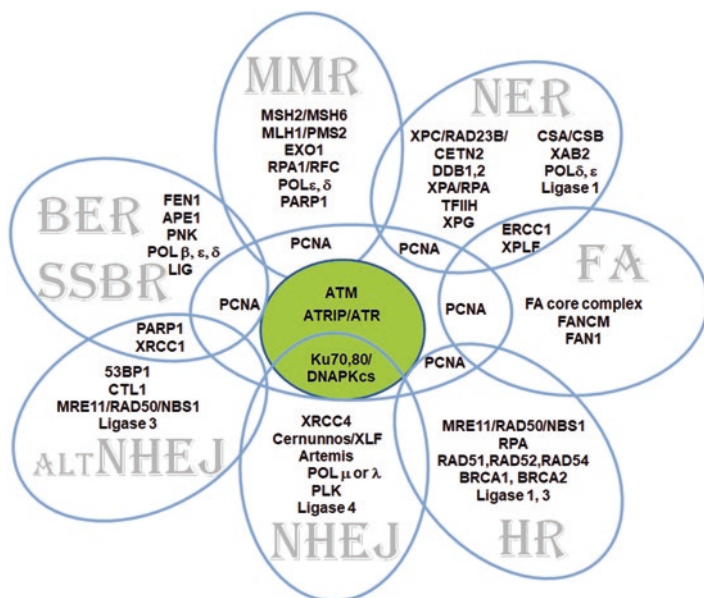 MMR
MSH2/MSH6
MLH1/PMS2
EXO1
RPA1/RFC
POLε, δ
PARP1
PCNA
NER
XPC/RAD23B/
CETN2
DDB1,2
XPA/RPA
TFIIH
XPG
CSA/CSB
XAB2
POLδ, ε
Ligase 1
PCNA
ERCC1
XPLF
FA
FA core complex
FANCM
FAN1
PCNA
BER
SSBR
FEN1
APE1
PNK
POL β, ε, δ
LIG
PCNA
PARP1
XRCC1
ATM
ATRIP/ATR
Ku70,80/
DNAPKcs
PCNA
53BP1
CTL1
MRE11/RAD50/NBS1
Ligase 3
ALTNHEJ
XRCC4
Cernunnos/XLF
Artemis
POL μ or λ
PLK
Ligase 4
NHEJ
MRE11/RAD50/NBS1
RPA
RAD51,RAD52,RAD54
BRCA1, BRCA2
Ligase 1, 3
HR